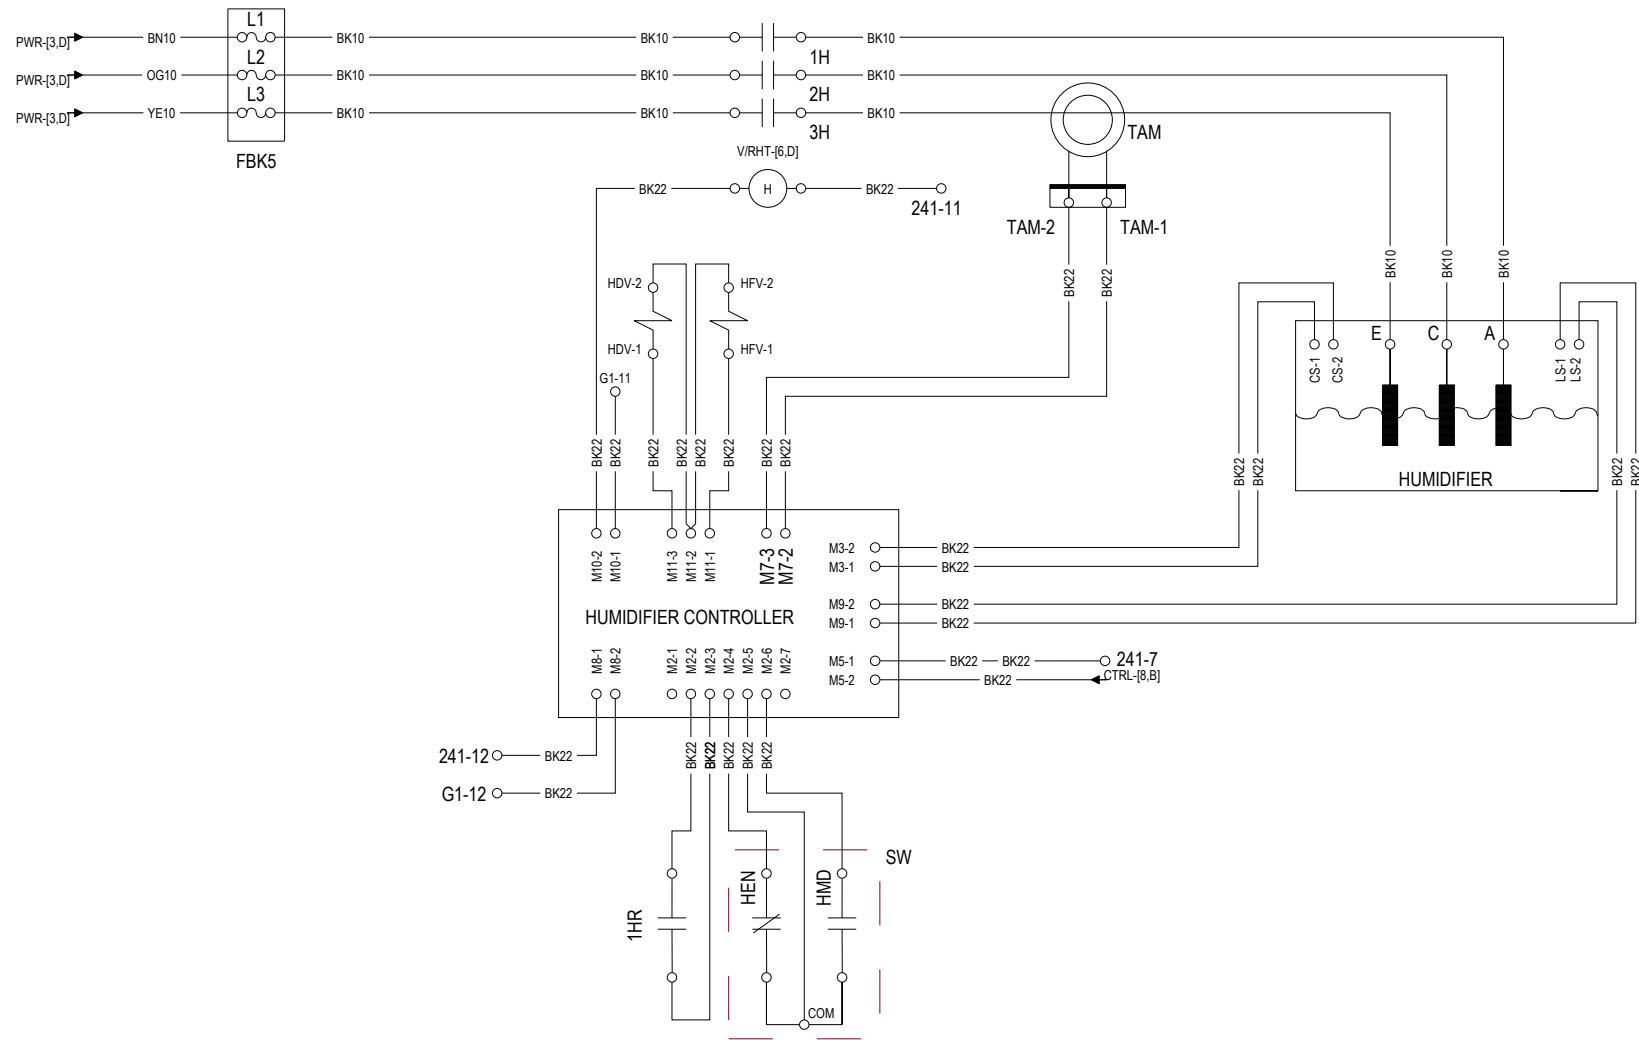 L1
PWR-[3,D]
BN10
BK10
BK10
BK10
L2
1H
PWR-[3,D]
OG10
BK10
BK10
BK10
L3
2H
PWR-[3,D]
YE10
BK10
BK10
BK10
3H
TAM
FBK5
V/RHT-[6,D]
BK22
H
BK22
241-11
TAM-2
TAM-1
BK22
BK22
BK10
BK10
BK10
HDV-2
HFV-2
HDV-1
HFV-1
G1-11
E
C
A
CS-1
CS-2
LS-1
LS-2
BK22
BK22
BK22
BK22
BK22
BK22
BK22
BK22
BK22
BK22
BK22
BK22
HUMIDIFIER
M10-2
M10-1
M11-3
M11-2
M11-1
M7-3
M7-2
M3-2
BK22
M3-1
BK22
M9-2
BK22
M9-1
BK22
HUMIDIFIER CONTROLLER
M8-1
M8-2
M2-1
M2-2
M2-3
M2-4
M2-5
M2-6
M2-7
M5-1
BK22
BK22
241-7
M5-2
BK22
CTRL-[8,B]
241-12
BK22
G1-12
BK22
BK22
BK22
BK22
BK22
BK22
SW
1HR
HEN
HMD
COM